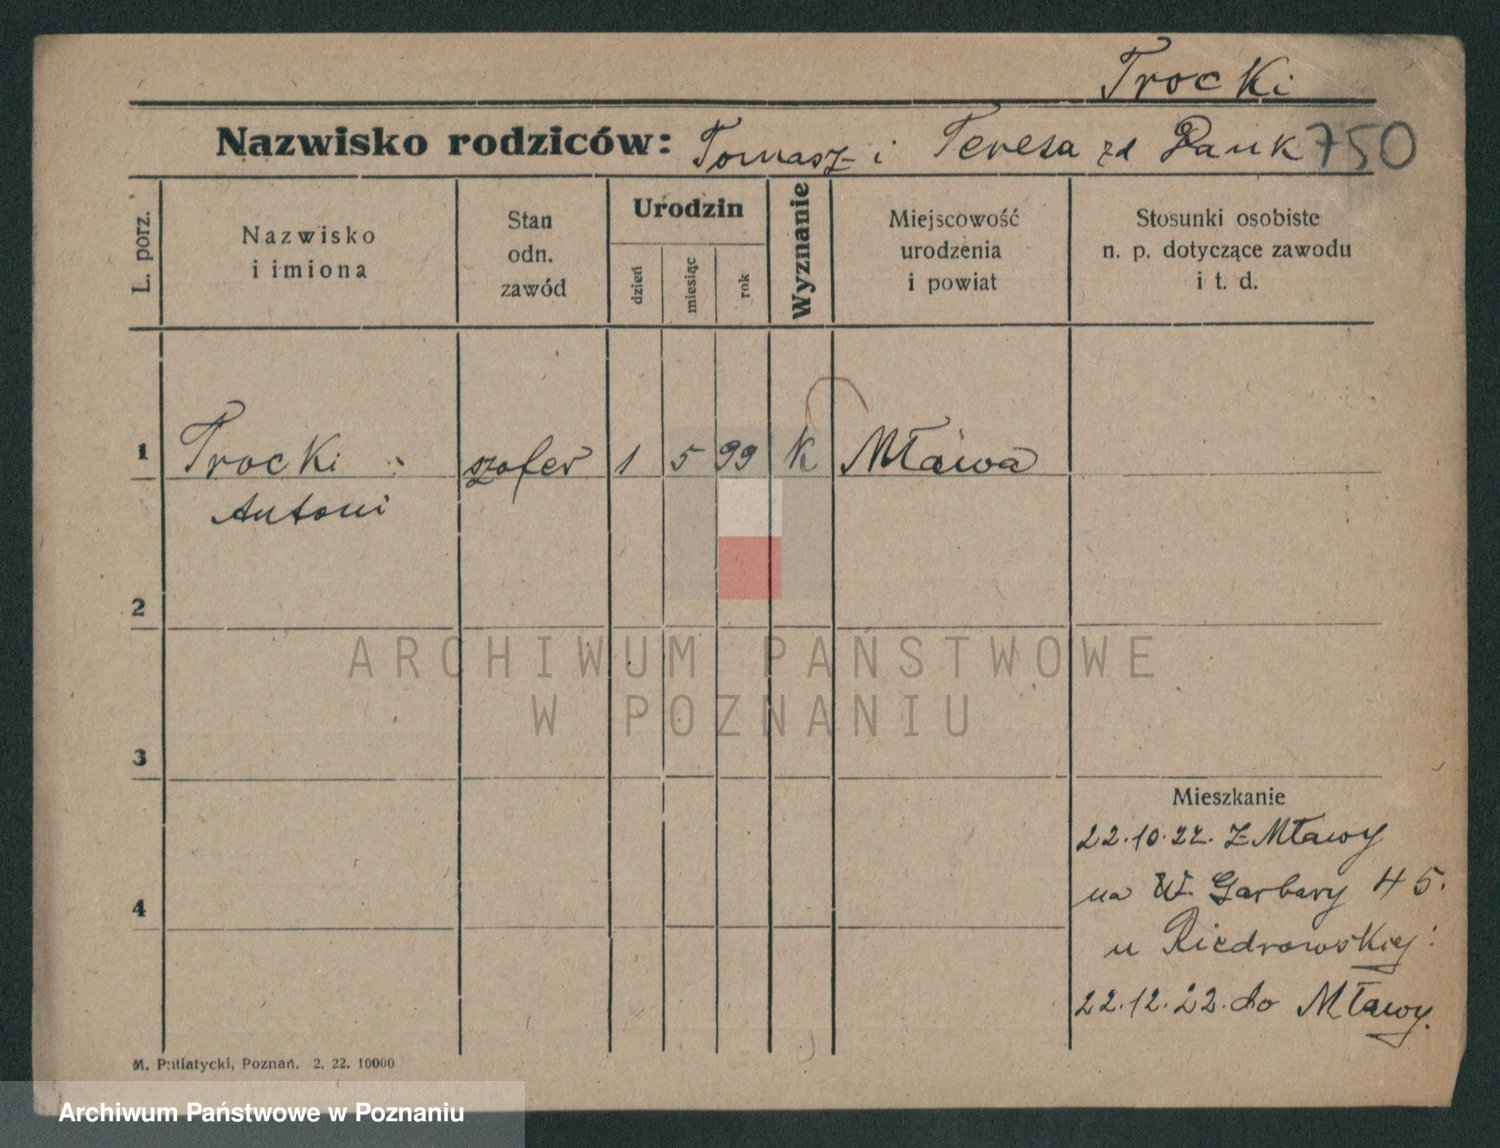 Trocki
Nazwisko rodziców: Tomasz i Teresa zd Pauk 750
L. porz.
Nazwisko
i imiona
Stan
odn.
zawód
Urodzin
dzień
miesiąc
rok
Wyznanie
Miejscowość
urodzenia
i powiat
Stosunki osobiste
n. p. dotyczące zawodu
i t. d.
1 Trocki szofer 1 5 99 k Mława
Antoni
2
3
4
ARCHIWUM PAŃSTWOWE
W POZNANIU
Mieszkanie
22.10.22. z Mławy
na W. Garbary 45.
u
22.12.22. do Mławy.
M. Putiatycki, Poznań. 2. 22. 10000
Archiwum Państwowe w Poznaniu